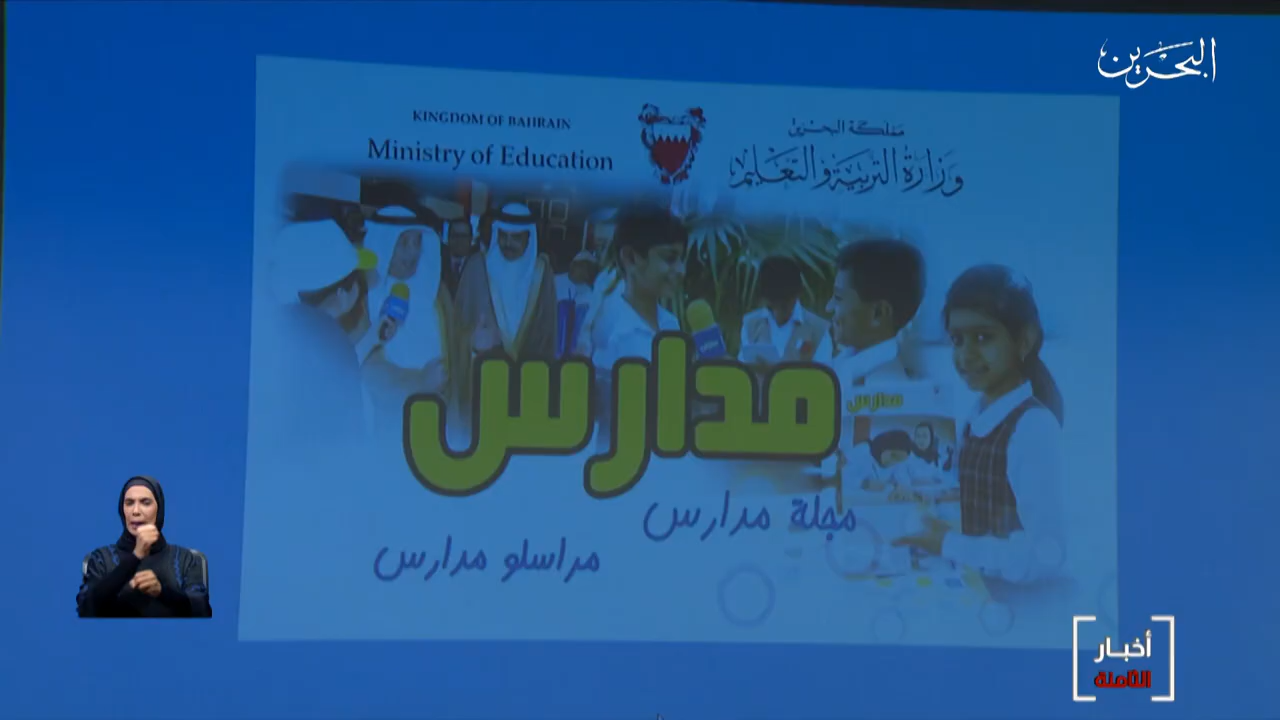 البحرين
KINGDOM OF BAHRAIN
Ministry of Education
مملكة البحرين
وزارة التربية والتعليم
مدارس
مدارس
مجلة مدارس
مراسلو مدارس
أخبار
الثامنة